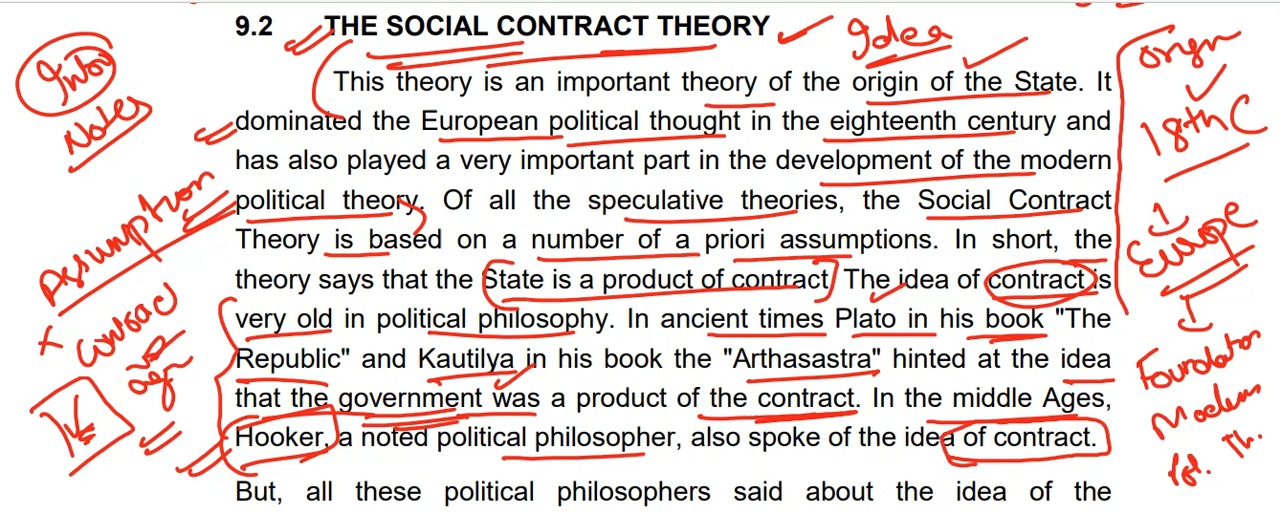 9.2 THE SOCIAL CONTRACT THEORY
Idea
This theory is an important theory of the origin of the State. It
dominated the European political thought in the eighteenth century and
has also played a very important part in the development of the modern
political theory. Of all the speculative theories, the Social Contract
Theory is based on a number of a priori assumptions. In short, the
theory says that the State is a product of contract. The idea of contract is
very old in political philosophy. In ancient times Plato in his book "The
Republic" and Kautilya in his book the "Arthasastra" hinted at the idea
that the government was a product of the contract. In the middle Ages,
Hooker, a noted political philosopher, also spoke of the idea of contract.
But, all these political philosophers said about the idea of the
Notes
Assumption
Origin
18th C
Europe
Pol. Th.